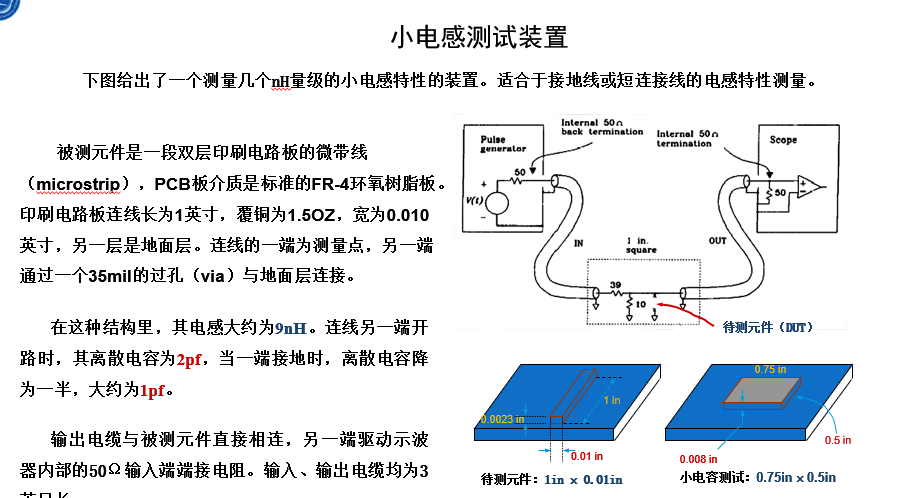 小电感测试装置
下图给出了一个测量几个nH量级的小电感特性的装置。适合于接地线或短连接线的电感特性测量。
被测元件是一段双层印刷电路板的微带线
（microstrip），PCB板介质是标准的FR-4环氧树脂板。
印刷电路板连线长为1英寸，覆铜为1.5OZ，宽为0.010
英寸，另一层是地面层。连线的一端为测量点，另一端
通过一个35mil的过孔（via）与地面层连接。
在这种结构里，其电感大约为9nH。连线另一端开
路时，其离散电容为2pf，当一端接地时，离散电容降
为一半，大约为1pf。
输出电缆与被测元件直接相连，另一端驱动示波
器内部的50Ω输入端端接电阻。输入、输出电缆均为3
Pulse
generator
Internal 50Ω
back termination
Internal 50Ω
termination
Scope
50
+
V(t)
−
50
+
−
IN
1 in.
square
OUT
39
10
待测元件（DUT）
0.0023 in
1 in
0.01 in
待测元件：1in x 0.01in
0.75 in
0.5 in
0.008 in
小电容测试：0.75in x 0.5in